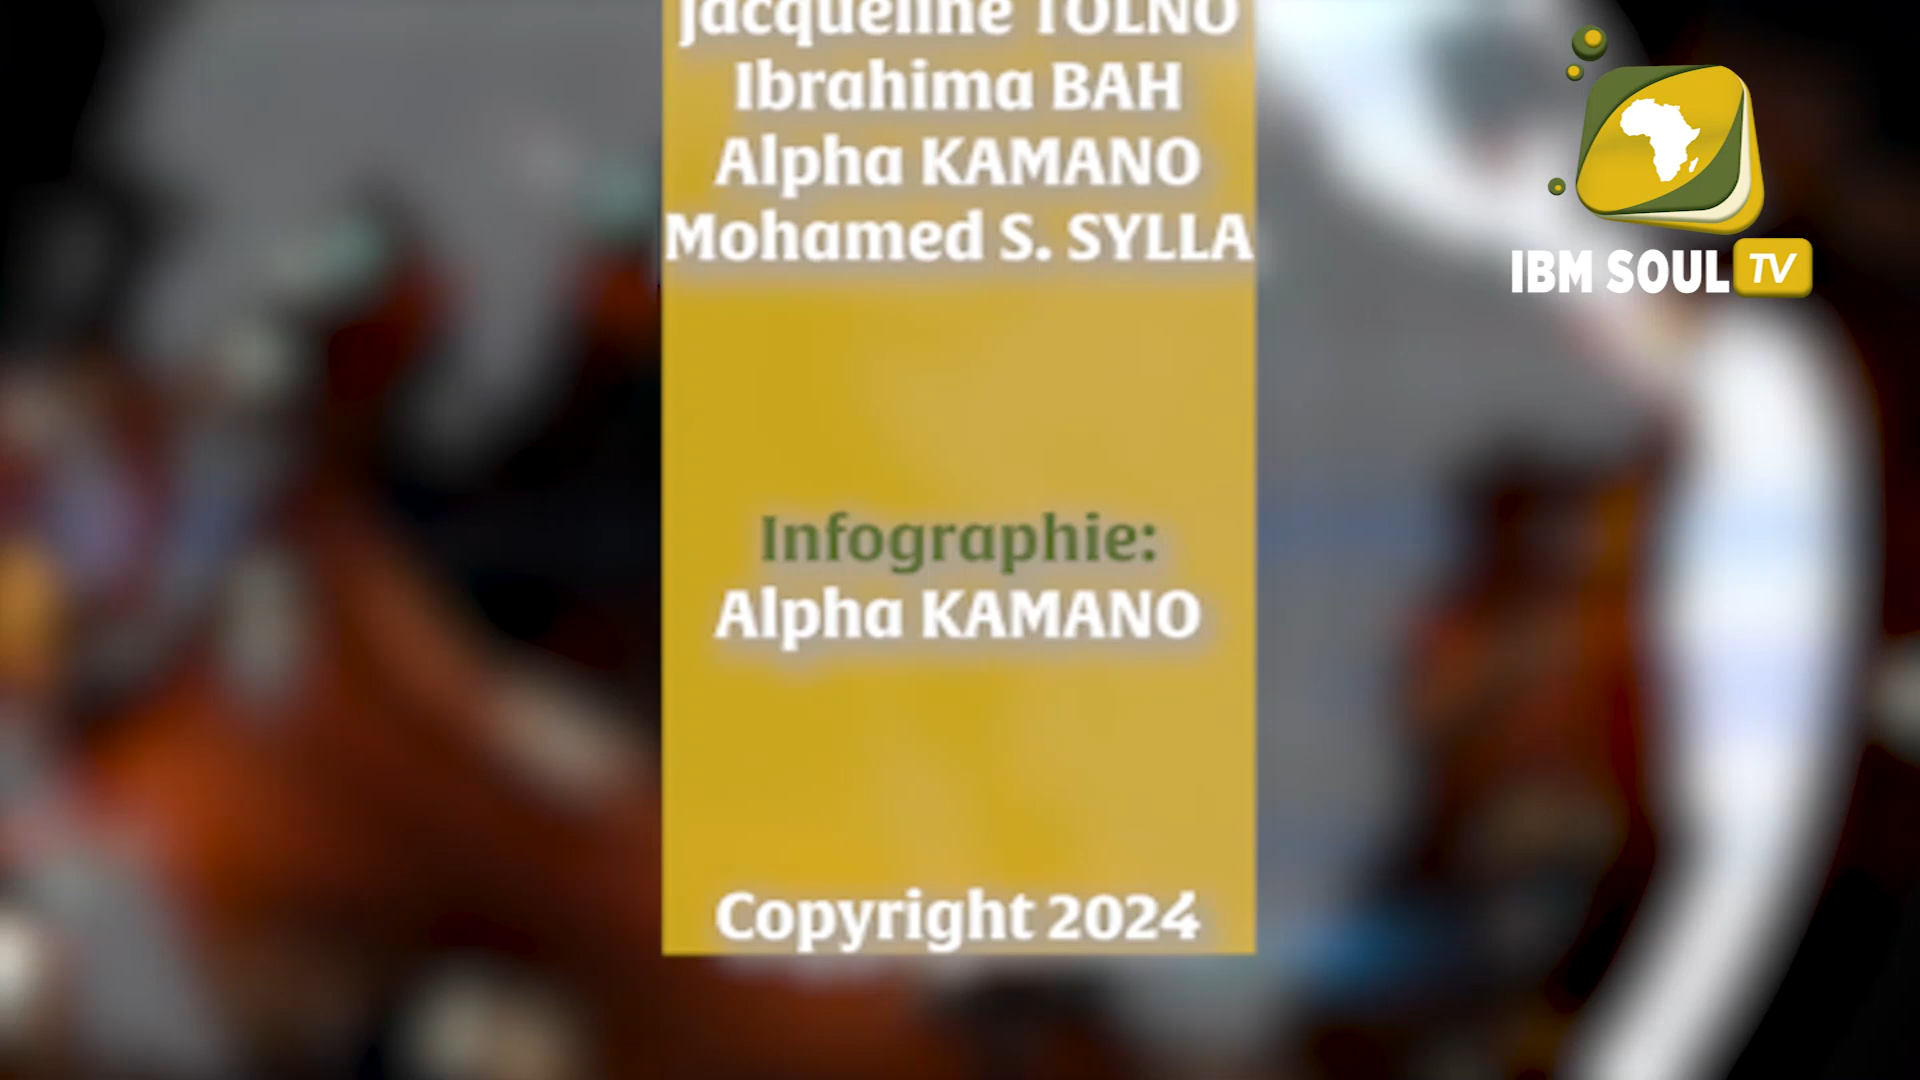 Jacqueline TOLNO
Ibrahima BAH
Alpha KAMANO
Mohamed S. SYLLA
IBM SOUL TV
Infographie:
Alpha KAMANO
Copyright 2024